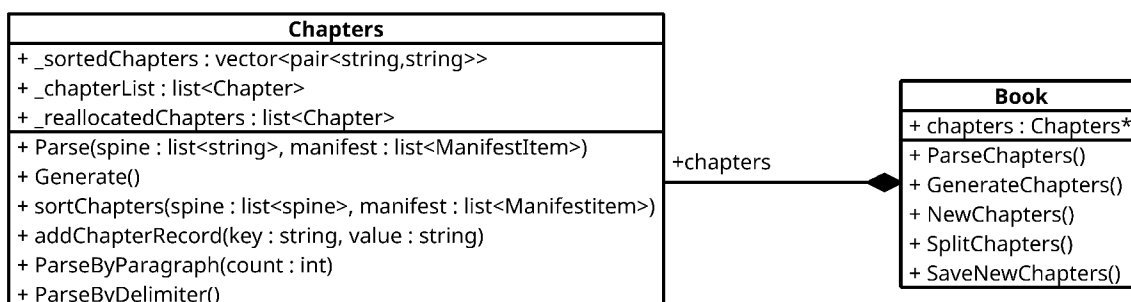 Chapters
+ _sortedChapters : vector<pair<string,string>>
+ _chapterList : list<Chapter>
+ _reallocatedChapters : list<Chapter>
+ Parse(spine : list<string>, manifest : list<ManifestItem>)
+ Generate()
+ sortChapters(spine : list<spine>, manifest : list<Manifestitem>)
+ addChapterRecord(key : string, value : string)
+ ParseByParagraph(count : int)
+ ParseByDelimiter()
+chapters
Book
+ chapters : Chapters*
+ ParseChapters()
+ GenerateChapters()
+ NewChapters()
+ SplitChapters()
+ SaveNewChapters()